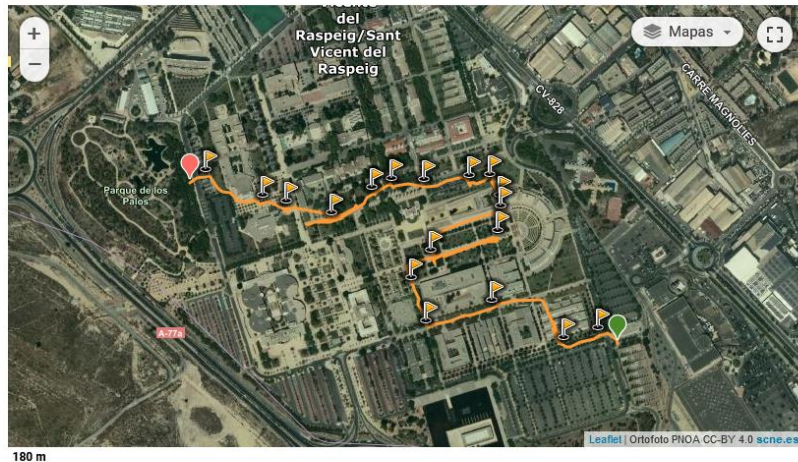 +
−
Vicente
del
Raspeig/Sant
Vicent del
Raspeig
Mapas
CV-828
CARRE MAGNOLIES
Parque de los
Palos
A-77a
Leaflet | Ortofoto PNOA CC-BY 4.0 scne.es
180 m